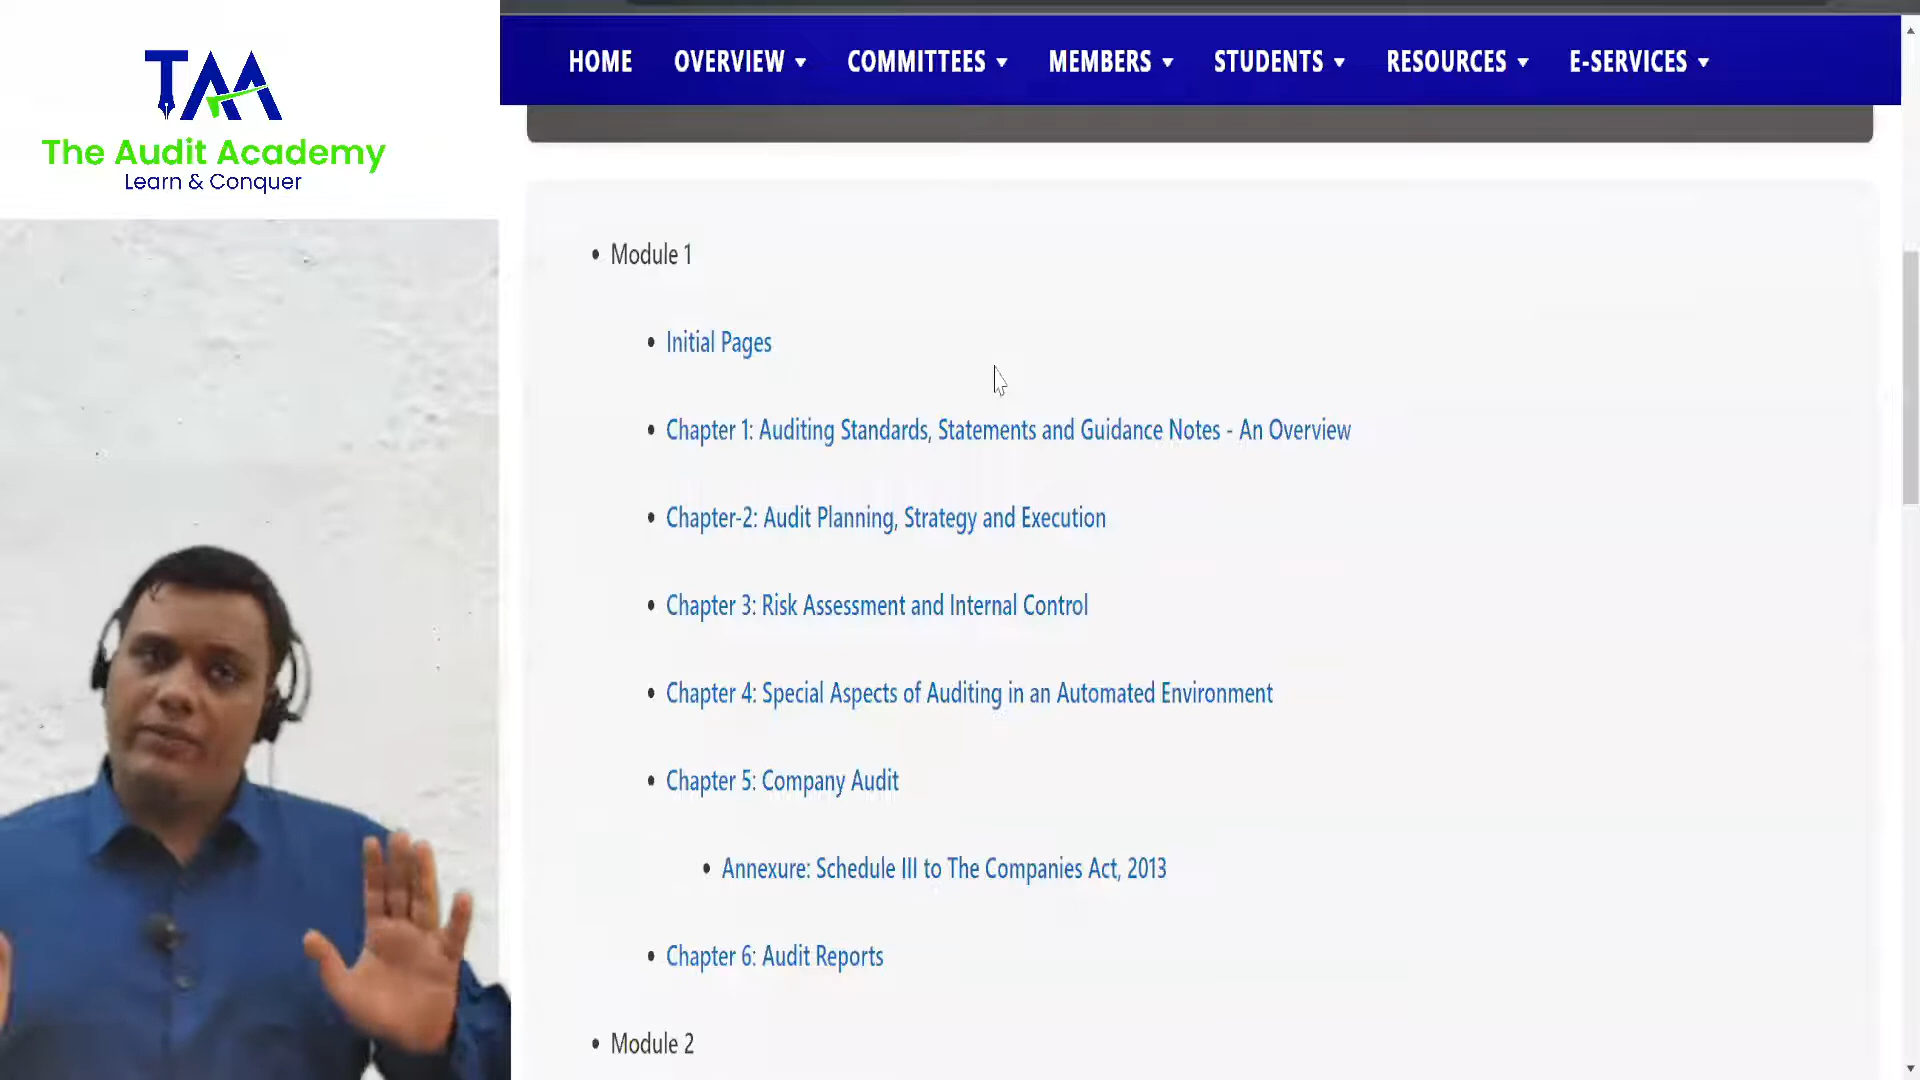 TAA
The Audit Academy
Learn & Conquer
HOME OVERVIEW COMMITTEES MEMBERS STUDENTS RESOURCES E-SERVICES
• Module 1
• Initial Pages
• Chapter 1: Auditing Standards, Statements and Guidance Notes - An Overview
• Chapter-2: Audit Planning, Strategy and Execution
• Chapter 3: Risk Assessment and Internal Control
• Chapter 4: Special Aspects of Auditing in an Automated Environment
• Chapter 5: Company Audit
• Annexure: Schedule III to The Companies Act, 2013
• Chapter 6: Audit Reports
• Module 2